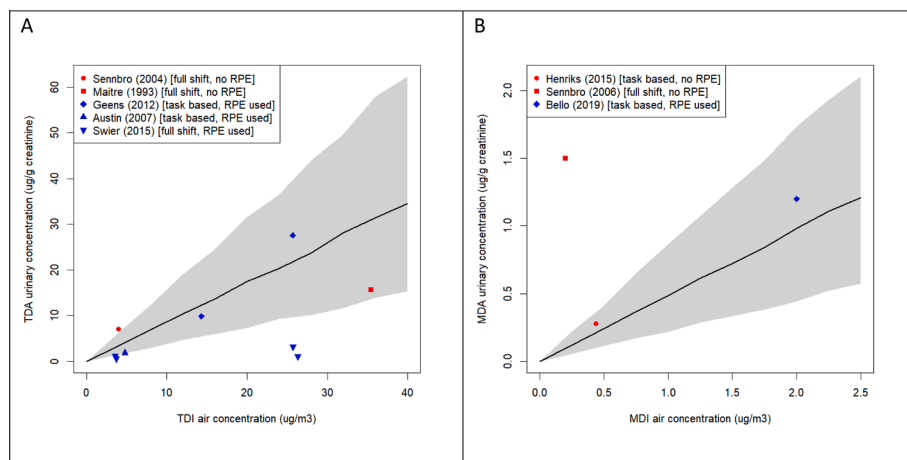 A
Sennbro (2004) [full shift, no RPE]
Maitre (1993) [full shift, no RPE]
Geens (2012) [task based, RPE used]
Austin (2007) [task based, RPE used]
Swier (2015) [full shift, RPE used]
TDA urinary concentration (ug/g creatinine)
60
50
40
30
20
10
0
0 10 20 30 40
TDI air concentration (ug/m3)
B
Henriks (2015) [task based, no RPE]
Sennbro (2006) [full shift, no RPE]
Bello (2019) [task based, RPE used]
MDA urinary concentration (ug/g creatinine)
2.0
1.5
1.0
0.5
0.0
0.0 0.5 1.0 1.5 2.0 2.5
MDI air concentration (ug/m3)